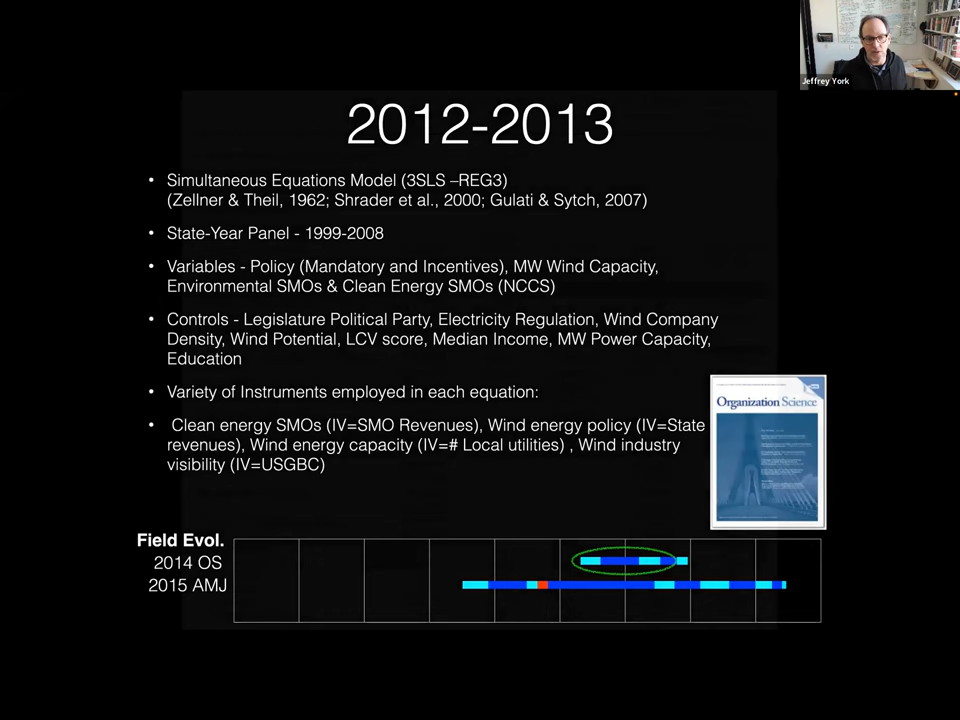 Jeffrey York
2012-2013
• Simultaneous Equations Model (3SLS –REG3)
(Zellner & Theil, 1962; Shrader et al., 2000; Gulati & Sytch, 2007)
• State-Year Panel - 1999-2008
• Variables - Policy (Mandatory and Incentives), MW Wind Capacity,
Environmental SMOs & Clean Energy SMOs (NCCS)
• Controls - Legislature Political Party, Electricity Regulation, Wind Company
Density, Wind Potential, LCV score, Median Income, MW Power Capacity,
Education
• Variety of Instruments employed in each equation:
• Clean energy SMOs (IV=SMO Revenues), Wind energy policy (IV=State
revenues), Wind energy capacity (IV=# Local utilities) , Wind industry
visibility (IV=USGBC)
Organization Science
Field Evol.
2014 OS
2015 AMJ